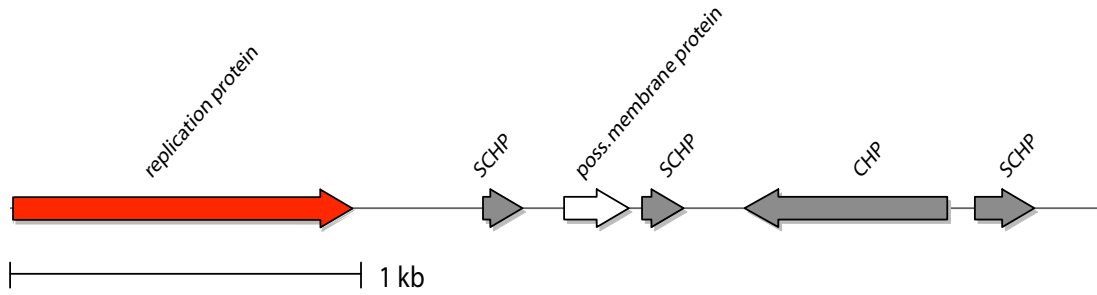 replication protein
SCHP
poss. membrane protein
SCHP
CHP
SCHP
1 kb